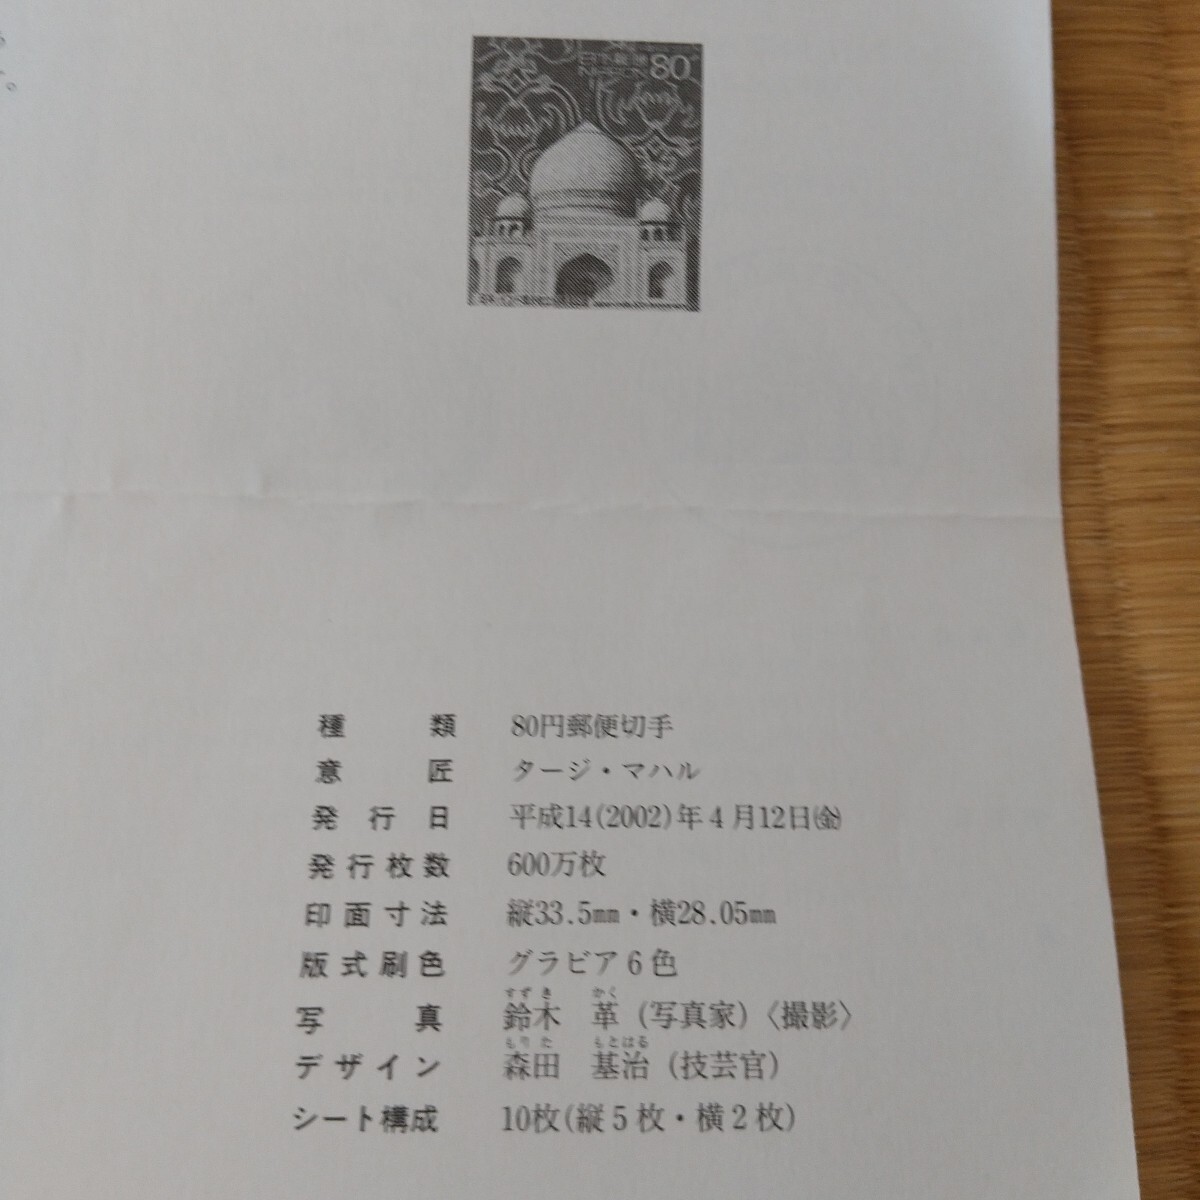 。
日本郵便 80
NIPPON
種類 80円郵便切手
意匠 タージ・マハル
発行日 平成14(2002)年4月12日㈮
発行枚数 600万枚
印面寸法 縦33.5㎜・横28.05㎜
版式刷色 グラビア6色
すずき かく
写真 鈴木 革(写真家)〈撮影〉
もりた もとはる
デザイン 森田 基治(技芸官)
シート構成 10枚(縦5枚・横2枚)